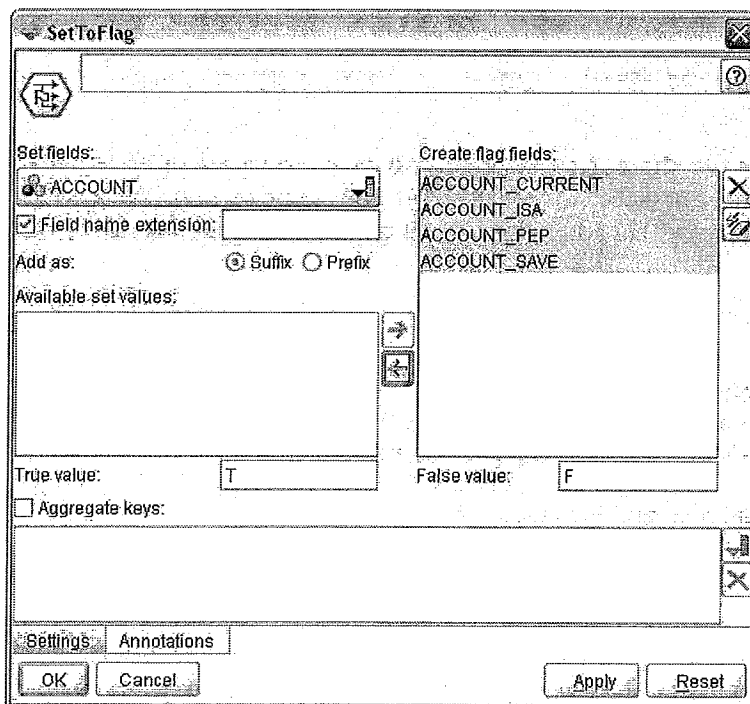 SetToFlag
Set fields:
Create flag fields:
ACCOUNT
ACCOUNT_CURRENT
ACCOUNT_ISA
ACCOUNT_PEP
ACCOUNT_SAVE
Field name extension:
Add as:
Suffix
Prefix
Available set values:
True value:
T
False value:
F
Aggregate keys:
Settings
Annotations
OK
Cancel
Apply
Reset